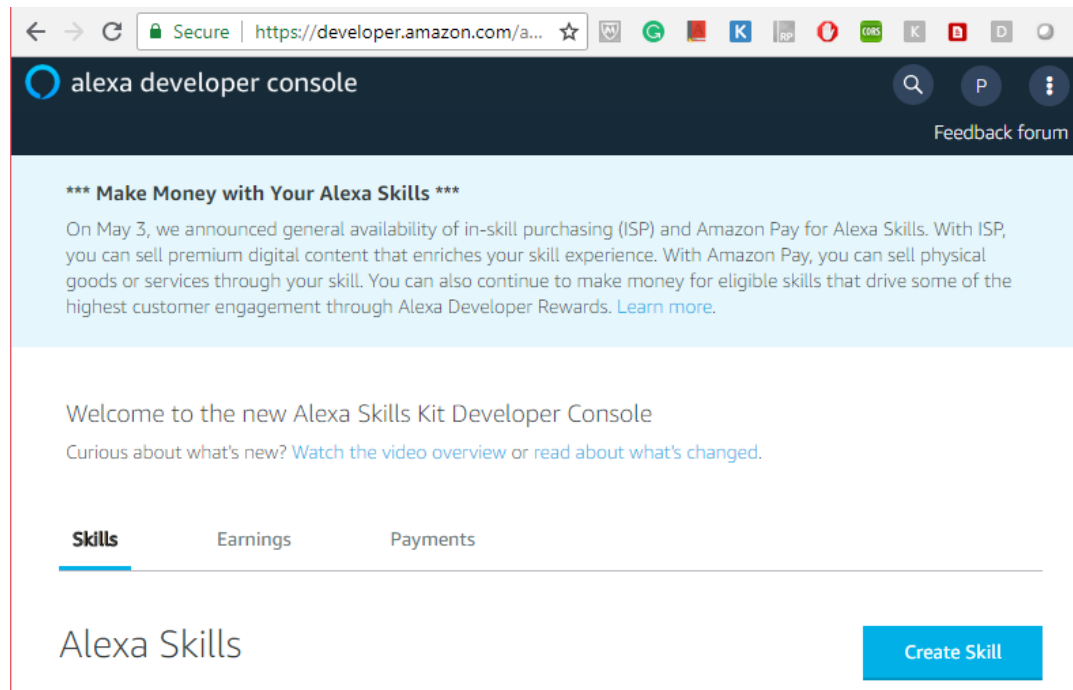 Secure | https://developer.amazon.com/a...
K RP CORS K D
alexa developer console
P
Feedback forum
*** Make Money with Your Alexa Skills ***
On May 3, we announced general availability of in-skill purchasing (ISP) and Amazon Pay for Alexa Skills. With ISP,
you can sell premium digital content that enriches your skill experience. With Amazon Pay, you can sell physical
goods or services through your skill. You can also continue to make money for eligible skills that drive some of the
highest customer engagement through Alexa Developer Rewards. Learn more.
Welcome to the new Alexa Skills Kit Developer Console
Curious about what's new? Watch the video overview or read about what's changed.
Skills Earnings Payments
Alexa Skills
Create Skill